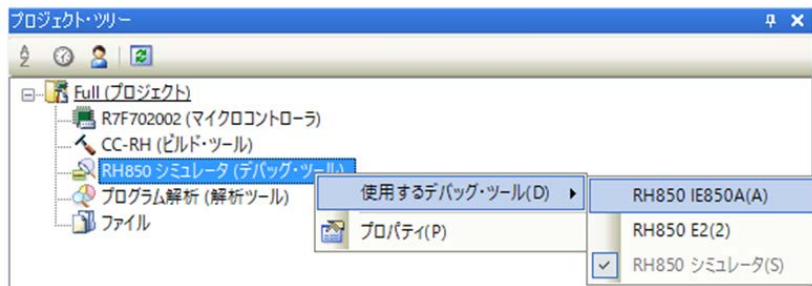 プロジェクト・ツリー
Full (プロジェクト)
R7F702002 (マイクロコントローラ)
CC-RH (ビルド・ツール)
RH850 シミュレータ (デバッグ・ツール)
プログラム解析 (解析ツール)
ファイル
使用するデバッグ・ツール(D)
プロパティ(P)
RH850 IE850A(A)
RH850 E2(2)
RH850 シミュレータ(S)